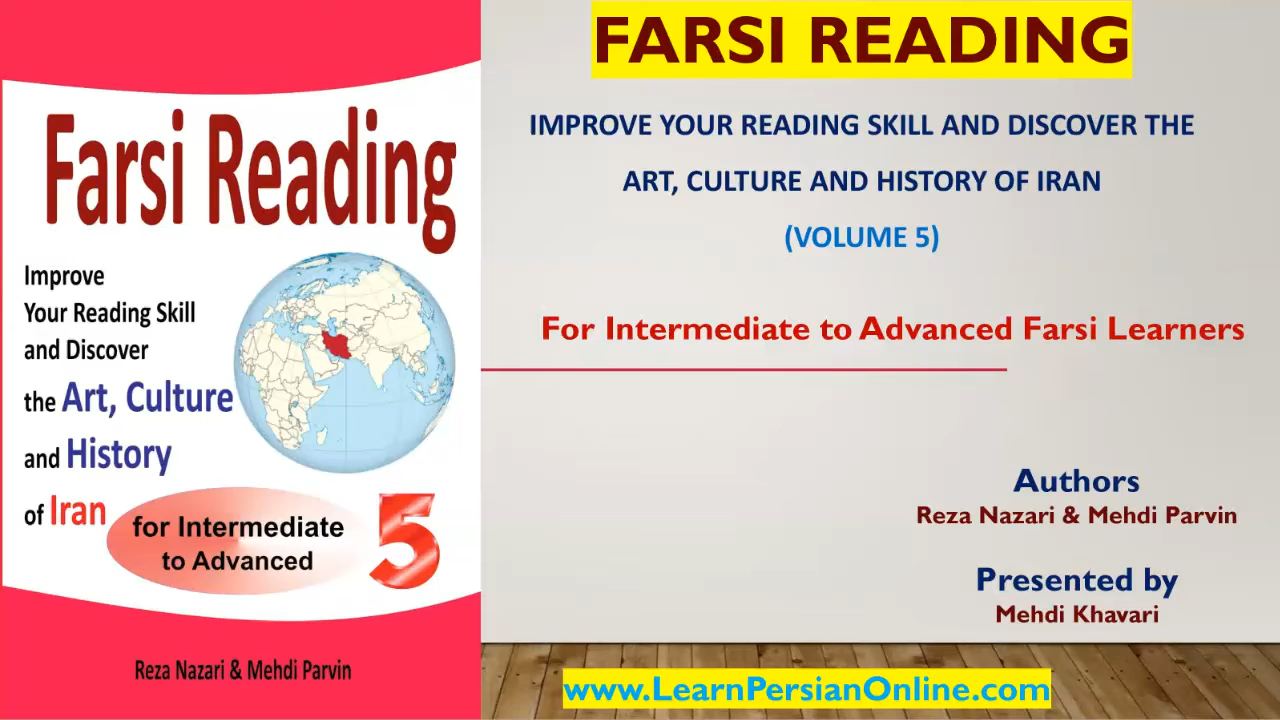 Farsi Reading
Improve
Your Reading Skill
and Discover
the Art, Culture
and History
of Iran
for Intermediate
to Advanced
5
Reza Nazari & Mehdi Parvin
FARSI READING
IMPROVE YOUR READING SKILL AND DISCOVER THE
ART, CULTURE AND HISTORY OF IRAN
(VOLUME 5)
For Intermediate to Advanced Farsi Learners
Authors
Reza Nazari & Mehdi Parvin
Presented by
Mehdi Khavari
www.LearnPersianOnline.com